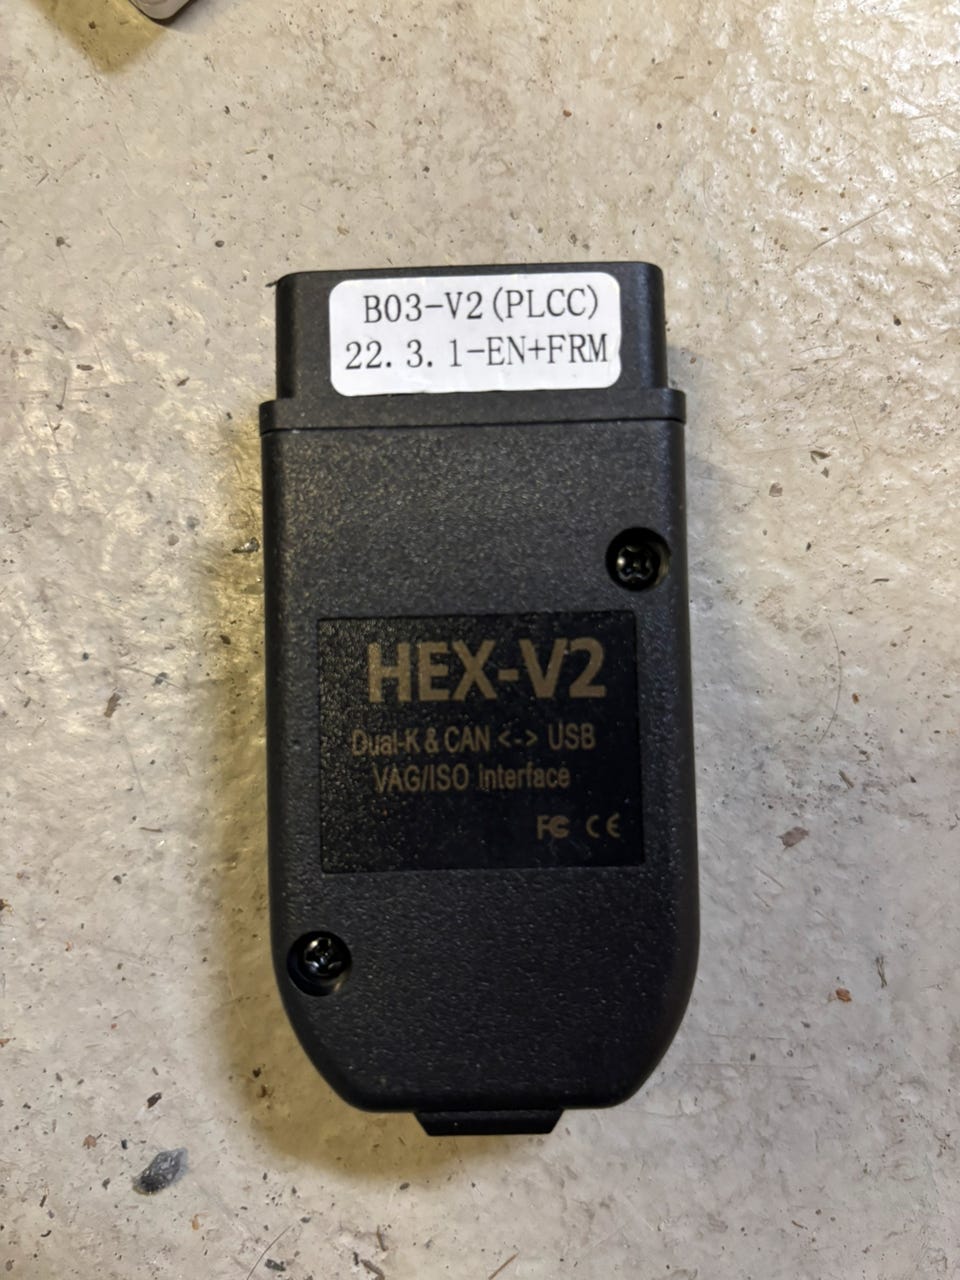 B03-V2(PLCC)
22.3.1-EN+FRM
HEX-V2
Dual-K & CAN <-> USB
VAG/ISO Interface
FC CE